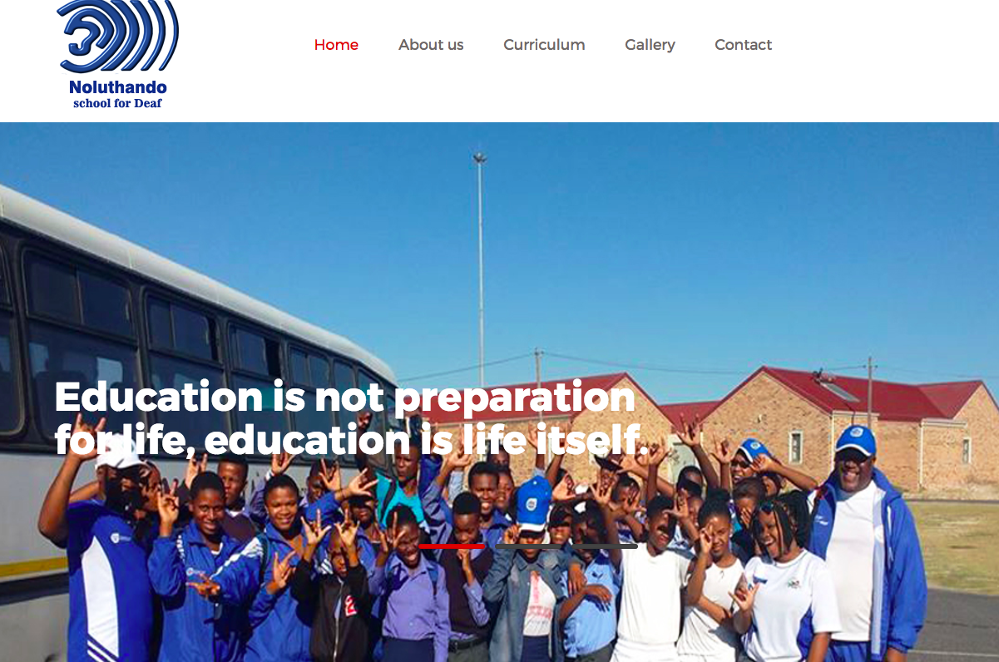 Noluthando
school for Deaf
Home About us Curriculum Gallery Contact
Education is not preparation
for life, education is life itself.
2